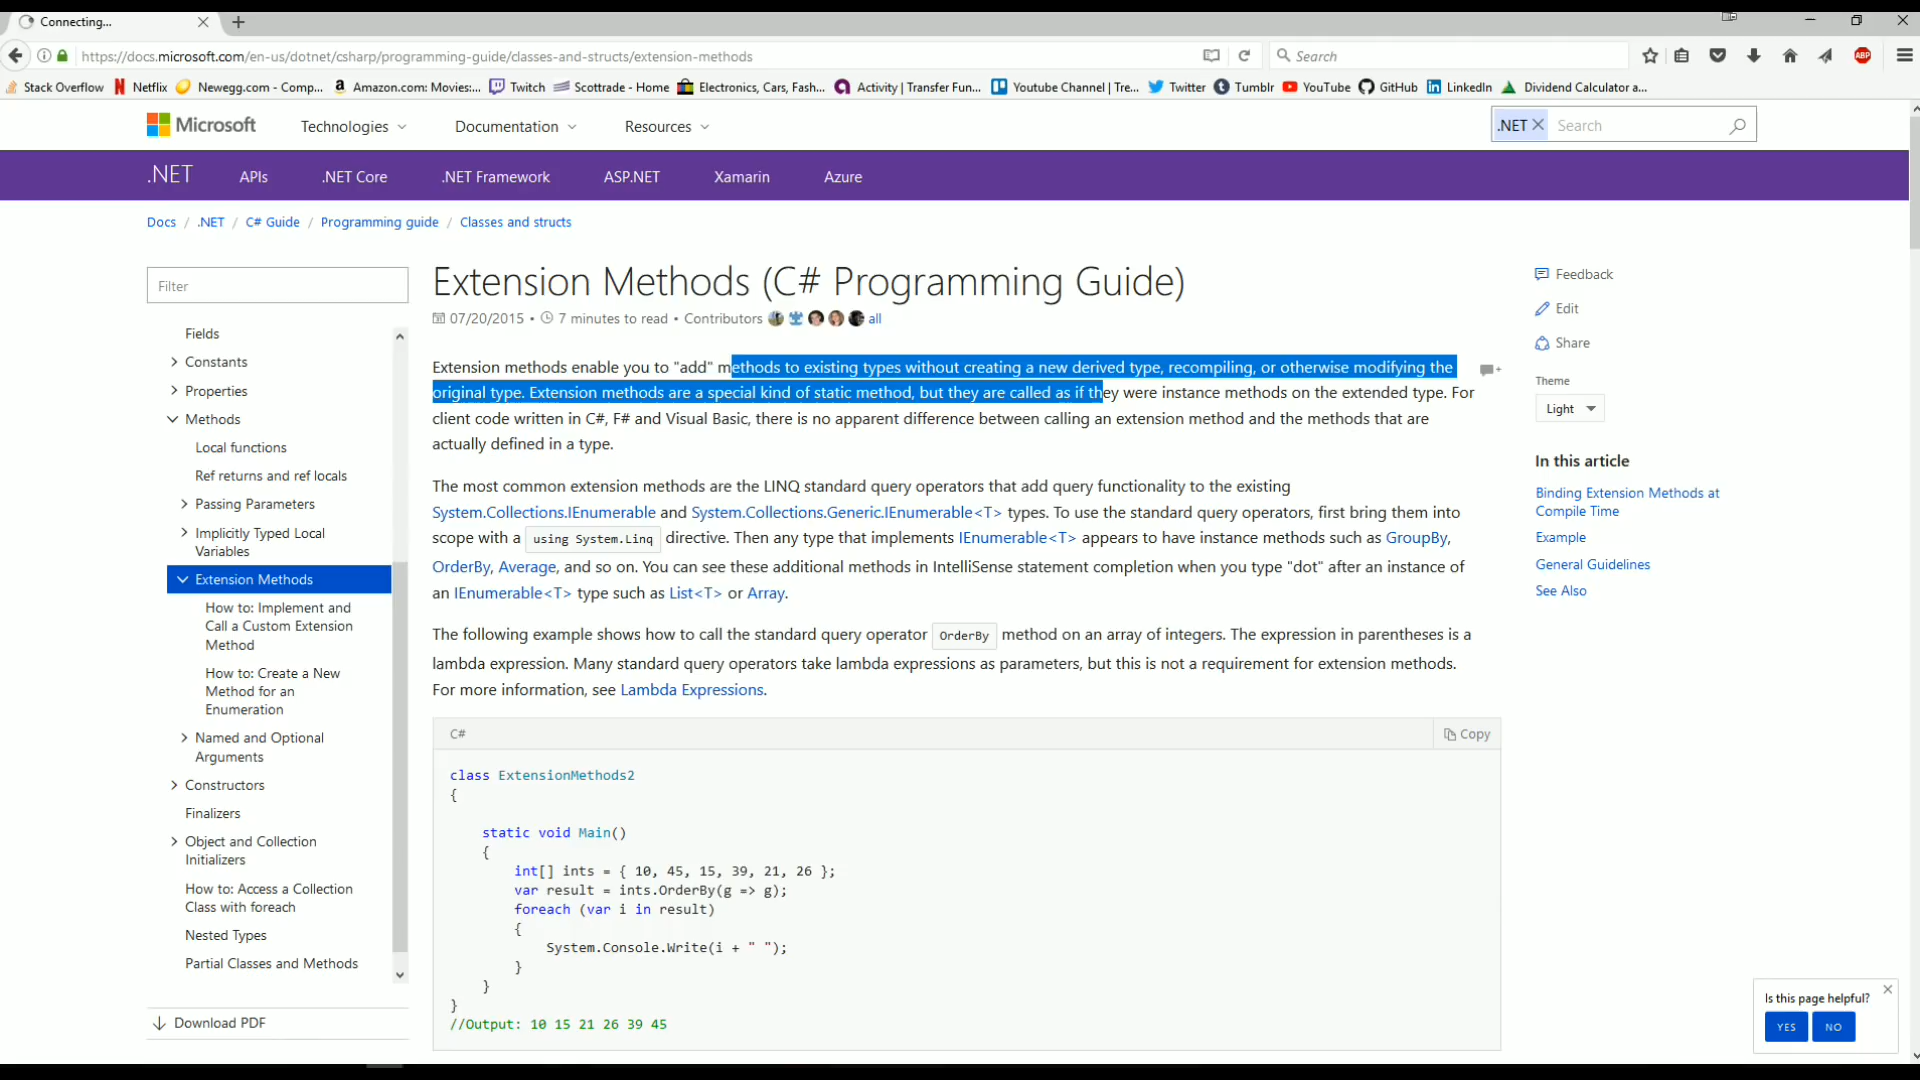 Connecting...
https://docs.microsoft.com/en-us/dotnet/csharp/programming-guide/classes-and-structs/extension-methods
Search
ABP
Stack Overflow
Netflix
Newegg.com - Comp...
Amazon.com: Movies:...
Twitch
Scottrade - Home
Electronics, Cars, Fash...
Activity | Transfer Fun...
Youtube Channel | Tre...
Twitter
Tumblr
YouTube
GitHub
LinkedIn
Dividend Calculator a...
Microsoft
Technologies
Documentation
Resources
.NET
Search
.NET
APIs
.NET Core
.NET Framework
ASP.NET
Xamarin
Azure
Docs / .NET / C# Guide / Programming guide / Classes and structs
Filter
Fields
Constants
Properties
Methods
Local functions
Ref returns and ref locals
Passing Parameters
Implicitly Typed Local
Variables
Extension Methods
How to: Implement and
Call a Custom Extension
Method
How to: Create a New
Method for an
Enumeration
Named and Optional
Arguments
Constructors
Finalizers
Object and Collection
Initializers
How to: Access a Collection
Class with foreach
Nested Types
Partial Classes and Methods
Download PDF
Extension Methods (C# Programming Guide)
07/20/2015 • 7 minutes to read • Contributors all
Extension methods enable you to "add" methods to existing types without creating a new derived type, recompiling, or otherwise modifying the
original type. Extension methods are a special kind of static method, but they are called as if they were instance methods on the extended type. For
client code written in C#, F# and Visual Basic, there is no apparent difference between calling an extension method and the methods that are
actually defined in a type.
The most common extension methods are the LINQ standard query operators that add query functionality to the existing
System.Collections.IEnumerable and System.Collections.Generic.IEnumerable<T> types. To use the standard query operators, first bring them into
scope with a using System.Linq directive. Then any type that implements IEnumerable<T> appears to have instance methods such as GroupBy,
OrderBy, Average, and so on. You can see these additional methods in IntelliSense statement completion when you type "dot" after an instance of
an IEnumerable<T> type such as List<T> or Array.
The following example shows how to call the standard query operator OrderBy method on an array of integers. The expression in parentheses is a
lambda expression. Many standard query operators take lambda expressions as parameters, but this is not a requirement for extension methods.
For more information, see Lambda Expressions.
C#
Copy
class ExtensionMethods2
{
static void Main()
{
int[] ints = { 10, 45, 15, 39, 21, 26 };
var result = ints.OrderBy(g => g);
foreach (var i in result)
{
System.Console.Write(i + " ");
}
}
}
//Output: 10 15 21 26 39 45
Feedback
Edit
Share
Theme
Light
In this article
Binding Extension Methods at
Compile Time
Example
General Guidelines
See Also
Is this page helpful?
YES
NO